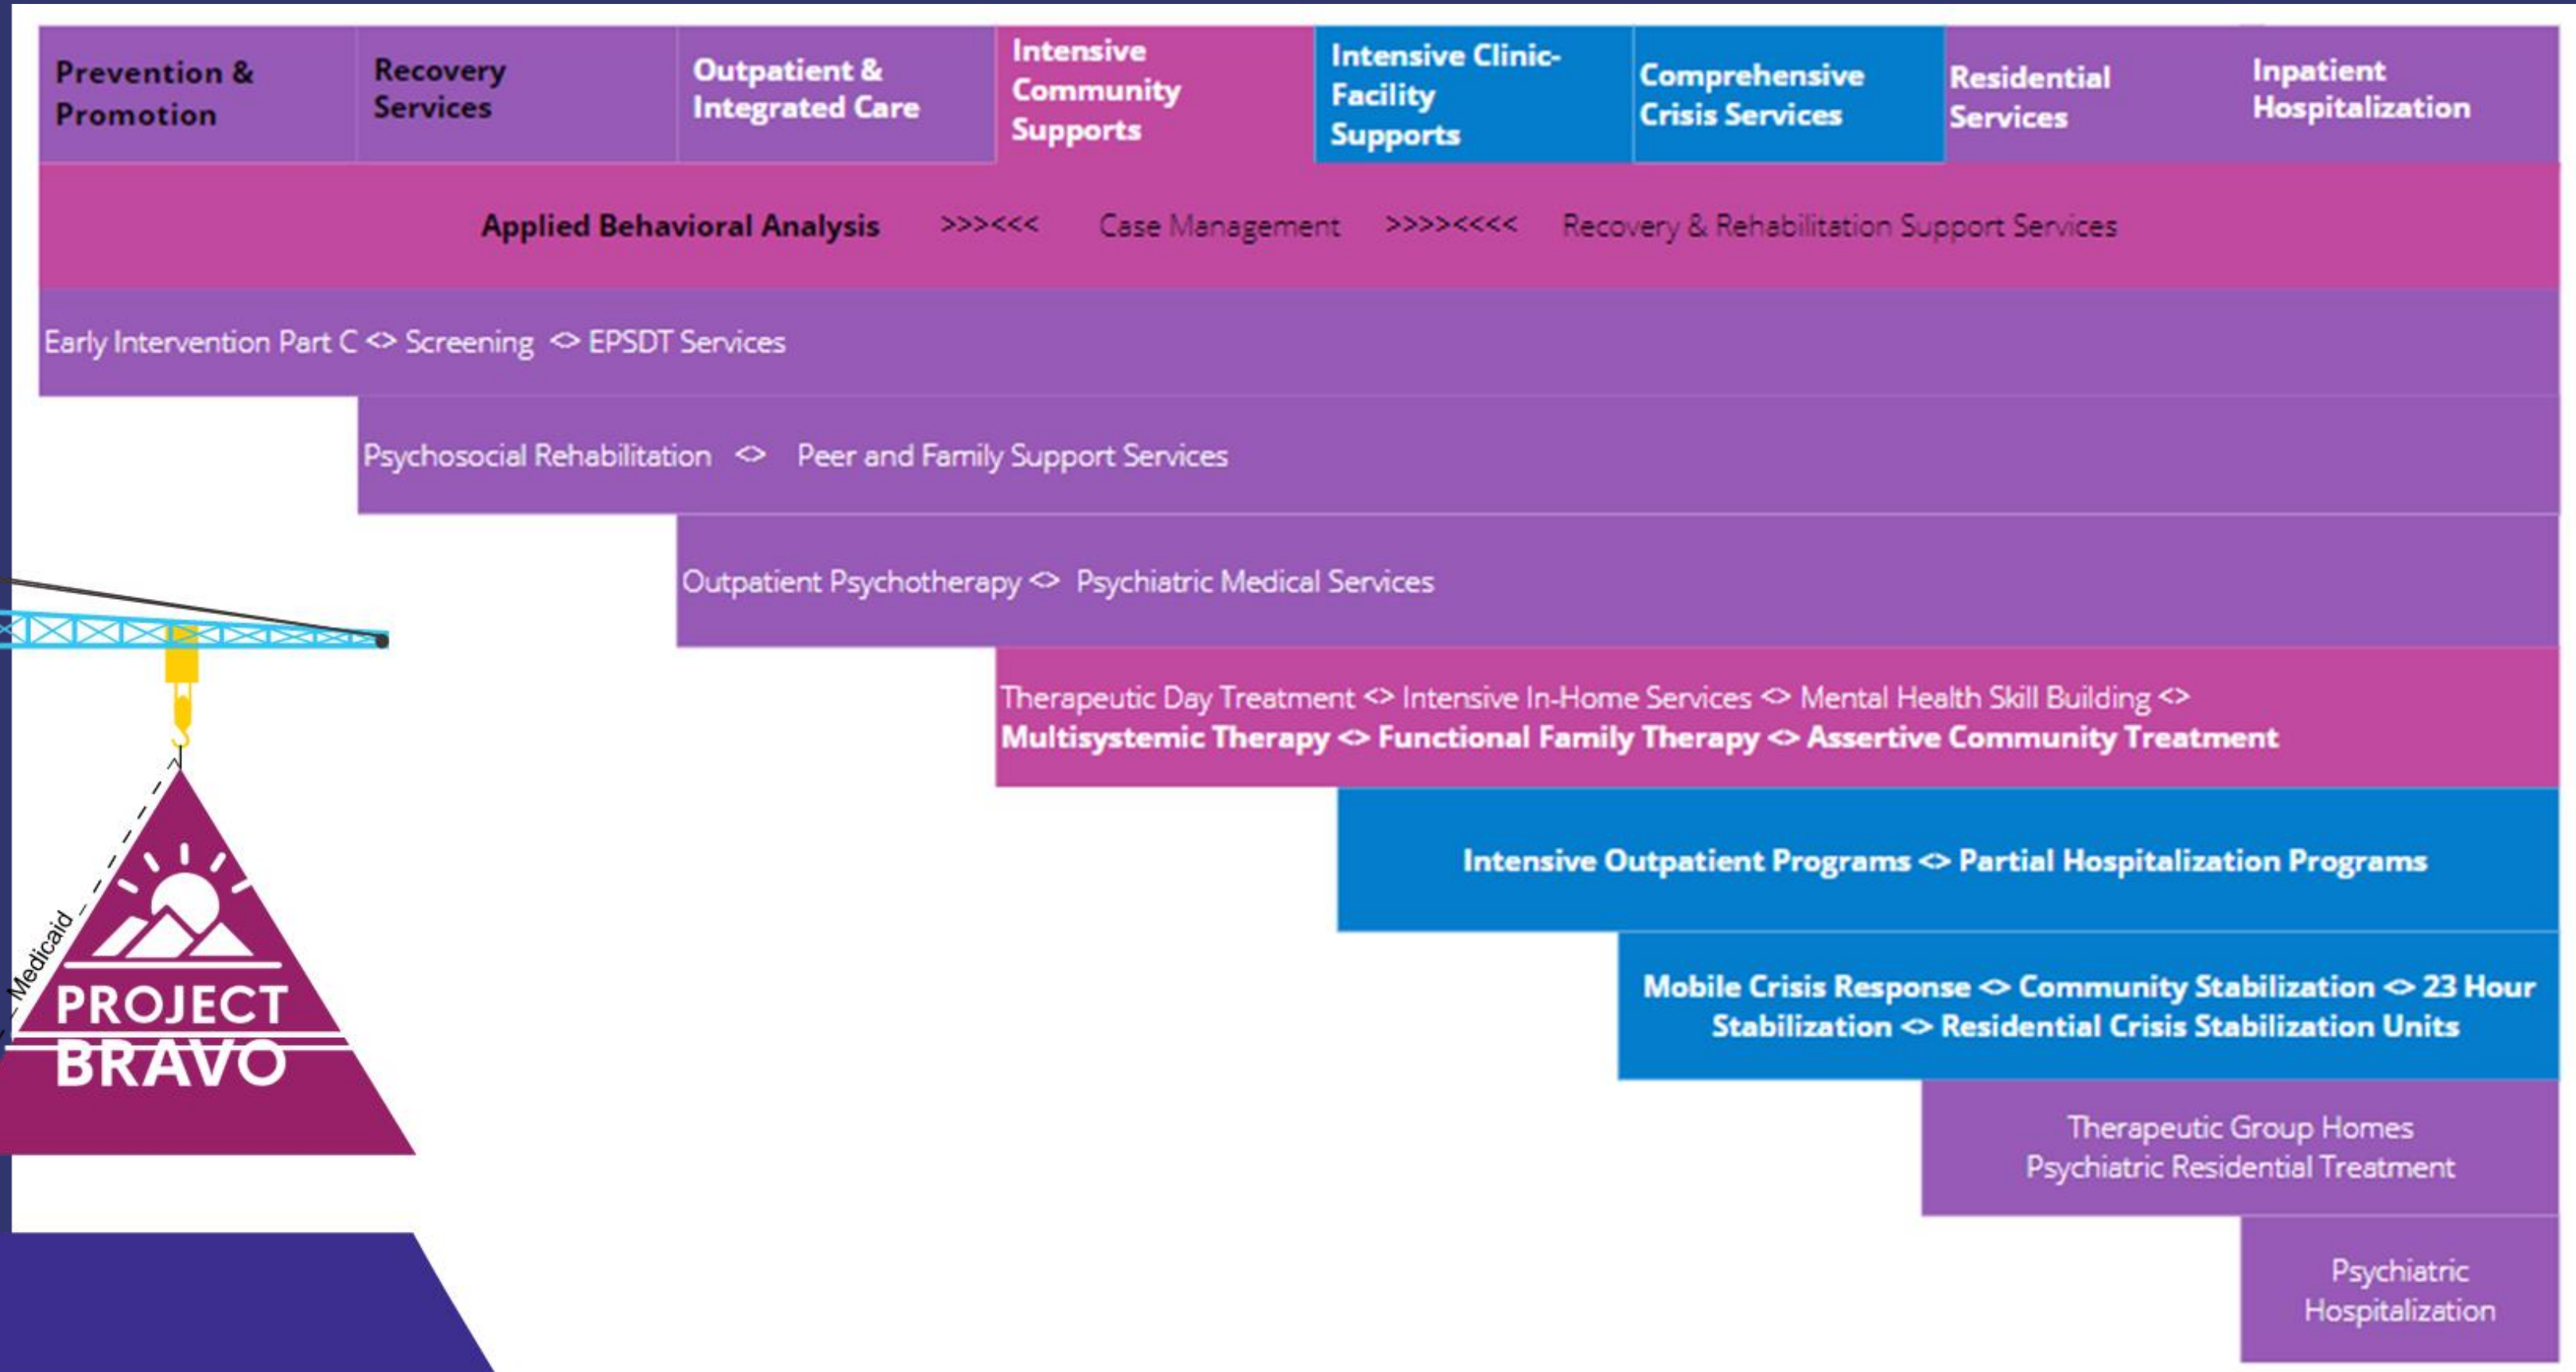 Prevention &
Promotion
Recovery
Services
Outpatient &
Integrated Care
Intensive
Community
Supports
Intensive Clinic-
Facility
Supports
Comprehensive
Crisis Services
Residential
Services
Inpatient
Hospitalization
Applied Behavioral Analysis >>><<< Case Management >>>><<<< Recovery & Rehabilitation Support Services
Early Intervention Part C <> Screening <> EPSDT Services
Psychosocial Rehabilitation <> Peer and Family Support Services
Outpatient Psychotherapy <> Psychiatric Medical Services
Therapeutic Day Treatment <> Intensive In-Home Services <> Mental Health Skill Building <>
Multisystemic Therapy <> Functional Family Therapy <> Assertive Community Treatment
Intensive Outpatient Programs <> Partial Hospitalization Programs
Mobile Crisis Response <> Community Stabilization <> 23 Hour
Stabilization <> Residential Crisis Stabilization Units
Therapeutic Group Homes
Psychiatric Residential Treatment
Psychiatric
Hospitalization
Medicaid
PROJECT
BRAVO